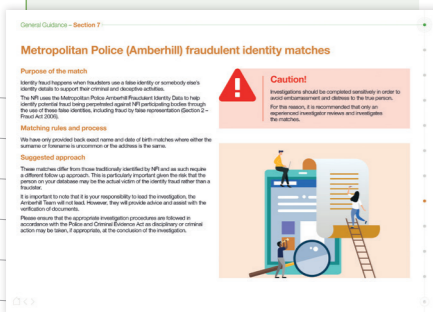 General Guidance – Section 7
Metropolitan Police (Amberhill) fraudulent identity matches
Purpose of the match
Identity fraud happens when fraudsters use a false identity or somebody else's
identity details to support their criminal and deceptive activities.
The NFI uses the Metropolitan Police Amberhill Fraudulent Identity Data to help
identify potential fraud being perpetrated against NFI participating bodies through
the use of these false identities, including fraud by false representation (Section 2 –
Fraud Act 2006).
Matching rules and process
We have only provided back exact name and date of birth matches where either the
surname or forename is uncommon or the address is the same.
Suggested approach
These matches differ from those traditionally identified by NFI and as such require
a different follow up approach. This is particularly important given the risk that the
person on your database may be the actual victim of the identity fraud rather than a
fraudster.
It is important to note that it is your responsibility to lead the investigation, the
Amberhill Team will not lead. However, they will provide advice and assist with the
verification of documents.
Please ensure that the appropriate investigation procedures are followed in
accordance with the Police and Criminal Evidence Act as disciplinary or criminal
action may be taken, if appropriate, at the conclusion of the investigation.
Caution!
Investigations should be completed sensitively in order to
avoid embarrassment and distress to the true person.
For this reason, it is recommended that only an
experienced investigator reviews and investigates
the matches.